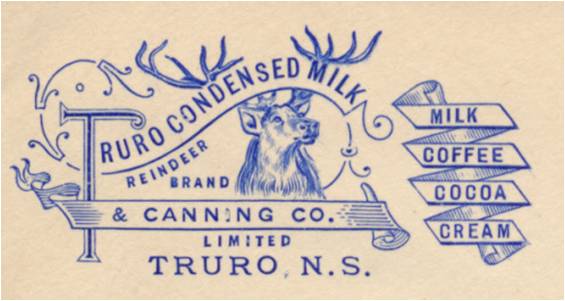 TRURO CONDENSED MILK
REINDEER
BRAND
& CANNING CO.
LIMITED
TRURO, N.S.
MILK
COFFEE
COCOA
CREAM